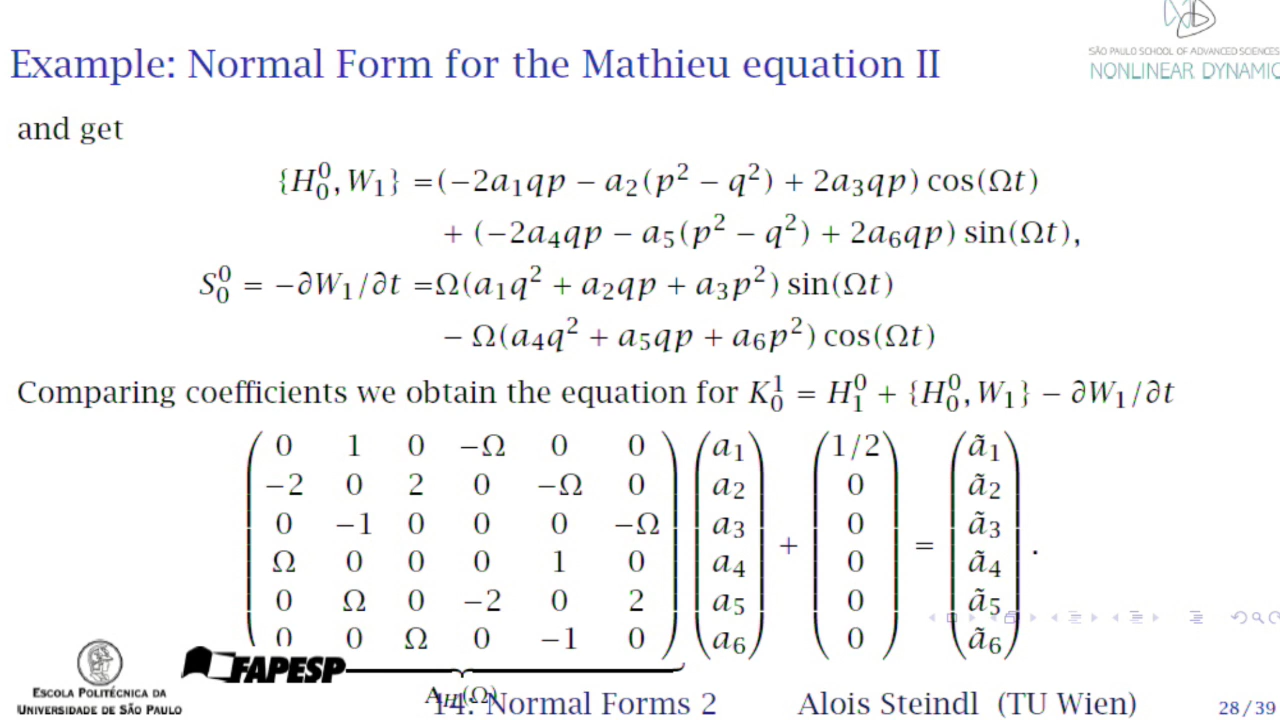 SÃO PAULO SCHOOL OF ADVANCED SCIENCES
NONLINEAR DYNAMIC
Example: Normal Form for the Mathieu equation II
and get
{H₀⁰, W₁} =(−2a₁qp − a₂(p² − q²) + 2a₃qp) cos(Ωt)
+ (−2a₄qp − a₅(p² − q²) + 2a₆qp) sin(Ωt),
S₀⁰ = −∂W₁/∂t =Ω(a₁q² + a₂qp + a₃p²) sin(Ωt)
− Ω(a₄q² + a₅qp + a₆p²) cos(Ωt)
Comparing coefficients we obtain the equation for K₀¹ = H₁⁰ + {H₀⁰, W₁} − ∂W₁/∂t
0 1 0 −Ω 0 0 a₁ 1/2 ã₁
−2 0 2 0 −Ω 0 a₂ 0 ã₂
0 −1 0 0 0 −Ω a₃ 0 ã₃
+ = .
Ω 0 0 0 1 0 a₄ 0 ã₄
0 Ω 0 −2 0 2 a₅ 0 ã₅
0 0 Ω 0 −1 0 a₆ 0 ã₆
FAPESP
ESCOLA POLITÉCNICA DA
UNIVERSIDADE DE SÃO PAULO
A_H(Ω)
14. Normal Forms 2
Alois Steindl (TU Wien)
28/39